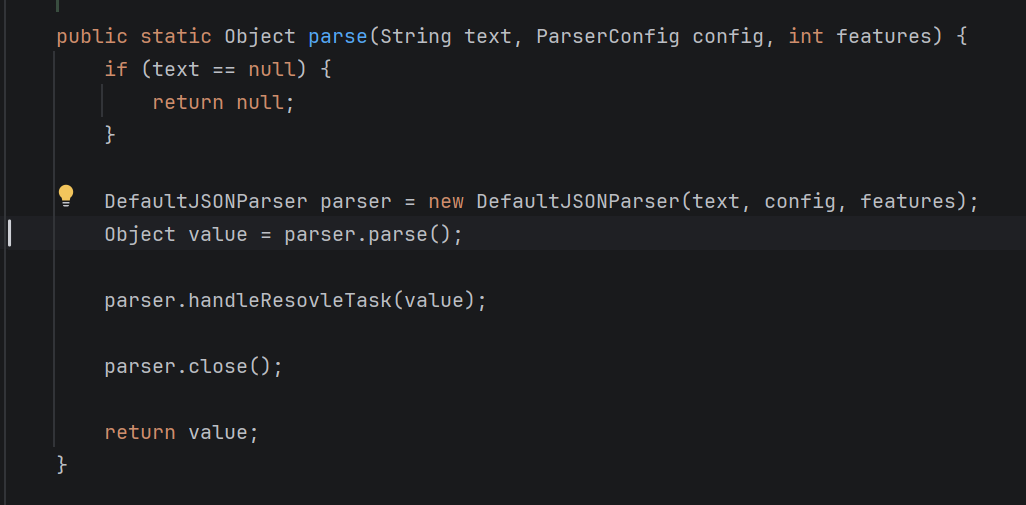 public static Object parse(String text, ParserConfig config, int features) {
if (text == null) {
return null;
}
DefaultJSONParser parser = new DefaultJSONParser(text, config, features);
Object value = parser.parse();
parser.handleResovleTask(value);
parser.close();
return value;
}